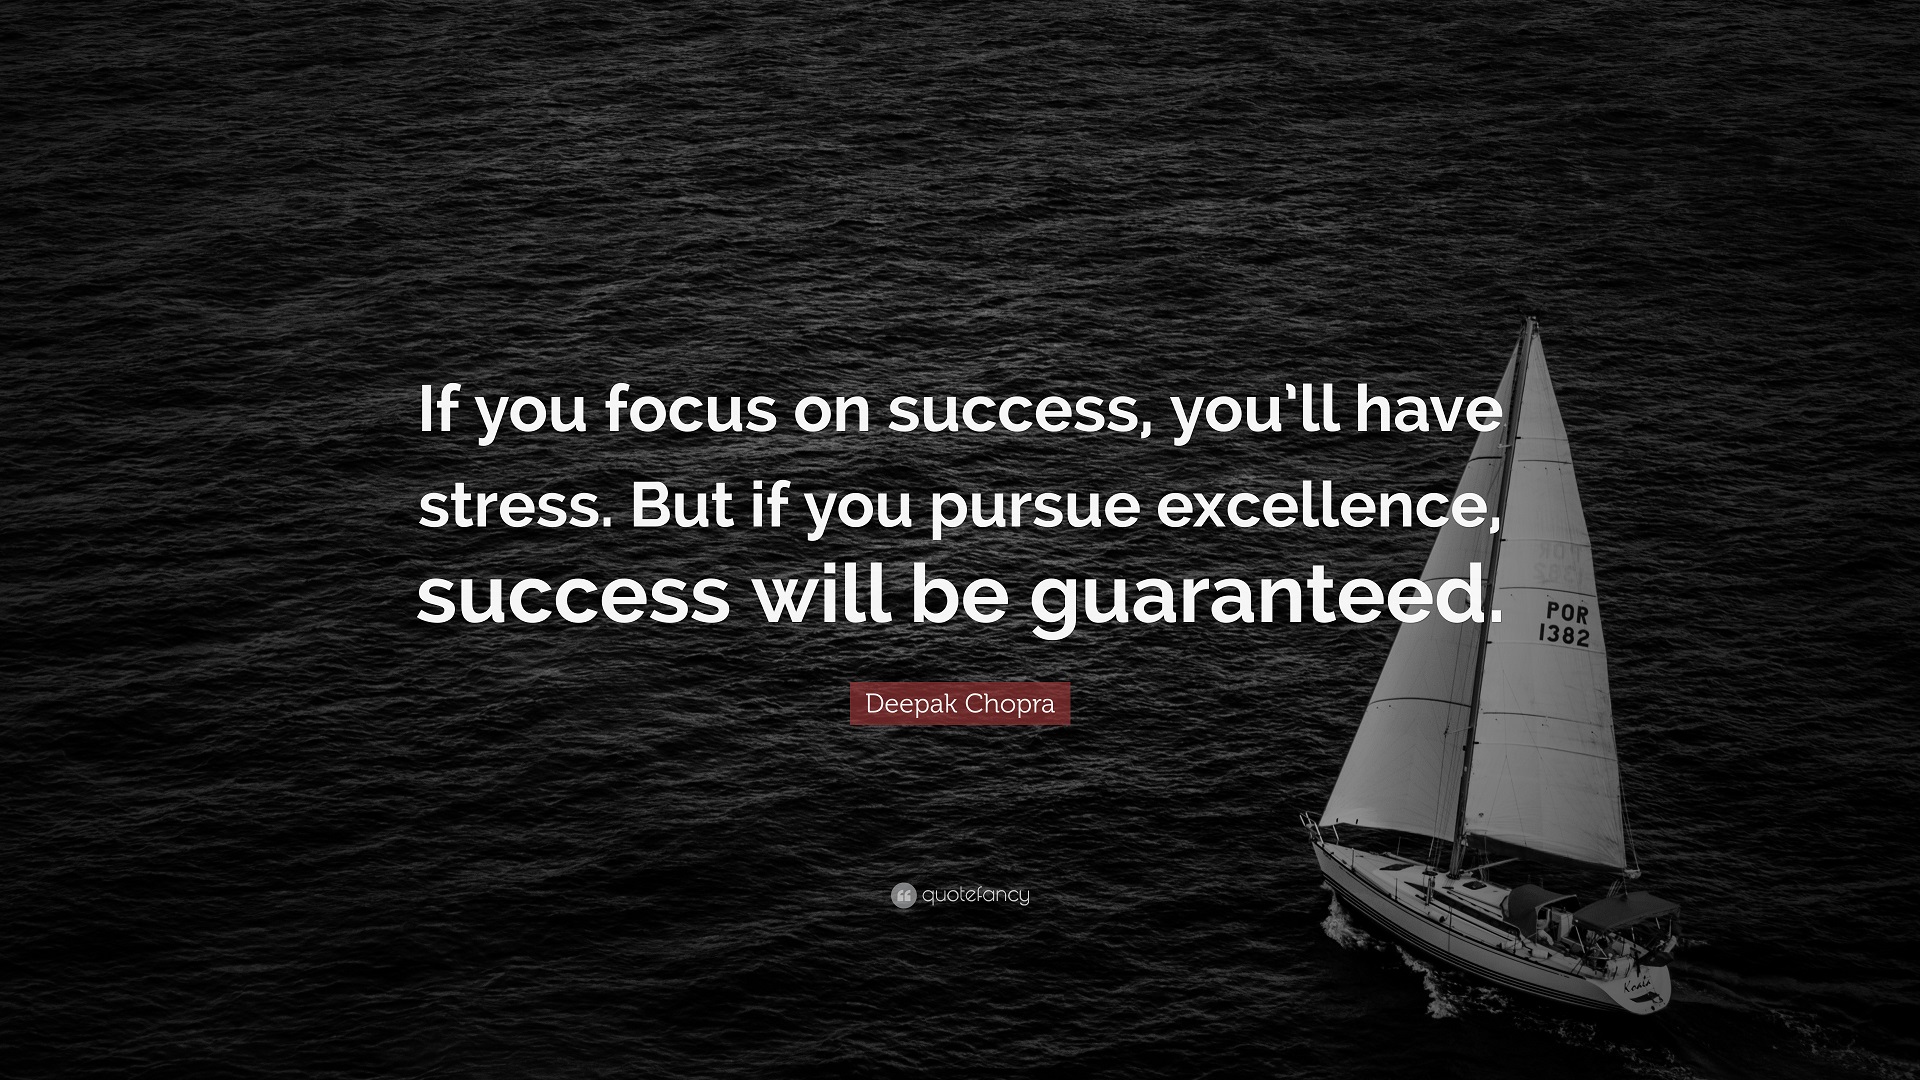 If you focus on success, you’ll have
stress. But if you pursue excellence,
success will be guaranteed.
Deepak Chopra
POR
1382
quotefancy
Koala